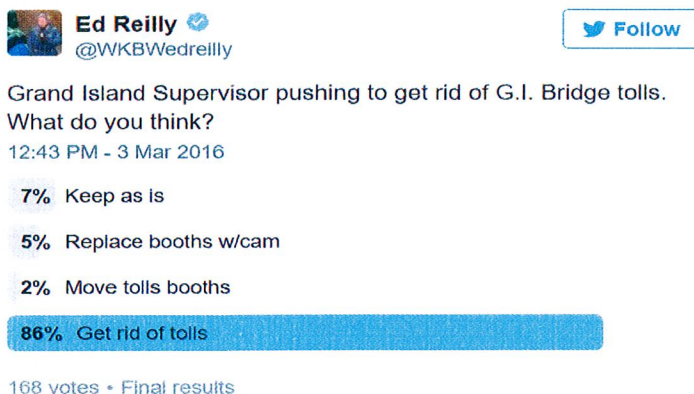 Ed Reilly
Follow
@WKBWedreilly
Grand Island Supervisor pushing to get rid of G.I. Bridge tolls.
What do you think?
12:43 PM - 3 Mar 2016
7% Keep as is
5% Replace booths w/cam
2% Move tolls booths
86% Get rid of tolls
168 votes • Final results